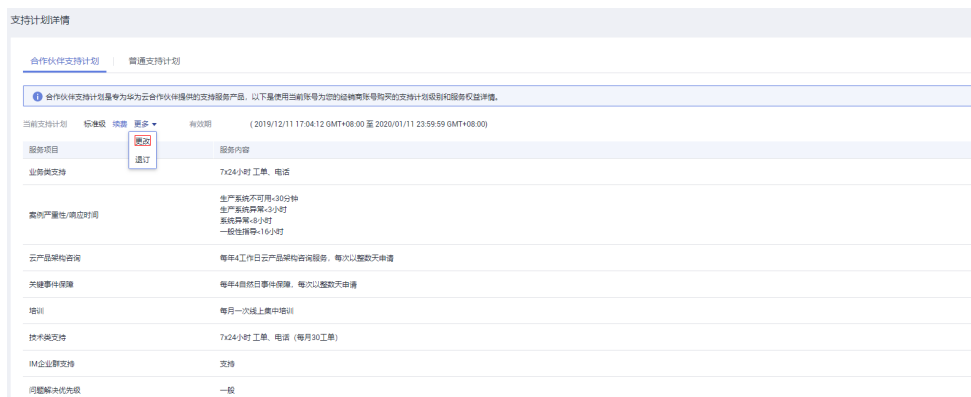 支持计划详情
合作伙伴支持计划 普通支持计划
合作伙伴支持计划是专为华为云合作伙伴提供的支持服务产品，以下是使用当前账号为您的经销商账号购买的支持计划级别和服务权益详情。
当前支持计划 标准级 续费 更多 有效期 ( 2019/12/11 17:04:12 GMT+08:00 至 2020/01/11 23:59:59 GMT+08:00)
更改
退订
服务项目 服务内容
业务类支持 7x24小时 工单、电话
案例严重性/响应时间
生产系统不可用<30分钟
生产系统异常<3小时
系统异常<8小时
一般性指导<16小时
云产品架构咨询 每年4工作日云产品架构咨询服务，每次以整数天申请
关键事件保障 每年4自然日事件保障，每次以整数天申请
培训 每月一次线上集中培训
技术类支持 7x24小时 工单、电话（每月30工单）
IM企业群支持 支持
问题解决优先级 一般